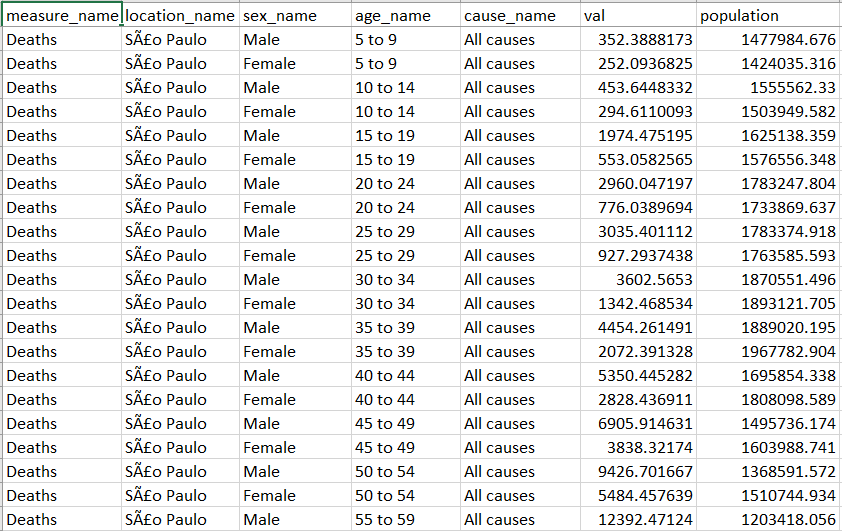 measure_name location_name sex_name age_name cause_name val population
Deaths SÃ£o Paulo Male 5 to 9 All causes 352.3888173 1477984.676
Deaths SÃ£o Paulo Female 5 to 9 All causes 252.0936825 1424035.316
Deaths SÃ£o Paulo Male 10 to 14 All causes 453.6448332 1555562.33
Deaths SÃ£o Paulo Female 10 to 14 All causes 294.6110093 1503949.582
Deaths SÃ£o Paulo Male 15 to 19 All causes 1974.475195 1625138.359
Deaths SÃ£o Paulo Female 15 to 19 All causes 553.0582565 1576556.348
Deaths SÃ£o Paulo Male 20 to 24 All causes 2960.047197 1783247.804
Deaths SÃ£o Paulo Female 20 to 24 All causes 776.0389694 1733869.637
Deaths SÃ£o Paulo Male 25 to 29 All causes 3035.401112 1783374.918
Deaths SÃ£o Paulo Female 25 to 29 All causes 927.2937438 1763585.593
Deaths SÃ£o Paulo Male 30 to 34 All causes 3602.5653 1870551.496
Deaths SÃ£o Paulo Female 30 to 34 All causes 1342.468534 1893121.705
Deaths SÃ£o Paulo Male 35 to 39 All causes 4454.261491 1889020.195
Deaths SÃ£o Paulo Female 35 to 39 All causes 2072.391328 1967782.904
Deaths SÃ£o Paulo Male 40 to 44 All causes 5350.445282 1695854.338
Deaths SÃ£o Paulo Female 40 to 44 All causes 2828.436911 1808098.589
Deaths SÃ£o Paulo Male 45 to 49 All causes 6905.914631 1495736.174
Deaths SÃ£o Paulo Female 45 to 49 All causes 3838.32174 1603988.741
Deaths SÃ£o Paulo Male 50 to 54 All causes 9426.701667 1368591.572
Deaths SÃ£o Paulo Female 50 to 54 All causes 5484.457639 1510744.934
Deaths SÃ£o Paulo Male 55 to 59 All causes 12392.47124 1203418.056